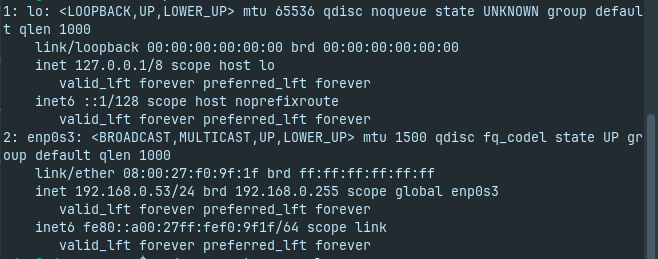 1: lo: <LOOPBACK,UP,LOWER_UP> mtu 65536 qdisc noqueue state UNKNOWN group defaul
t qlen 1000
link/loopback 00:00:00:00:00:00 brd 00:00:00:00:00:00
inet 127.0.0.1/8 scope host lo
valid_lft forever preferred_lft forever
inet6 ::1/128 scope host noprefixroute
valid_lft forever preferred_lft forever
2: enp0s3: <BROADCAST,MULTICAST,UP,LOWER_UP> mtu 1500 qdisc fq_codel state UP gr
oup default qlen 1000
link/ether 08:00:27:f0:9f:1f brd ff:ff:ff:ff:ff:ff
inet 192.168.0.53/24 brd 192.168.0.255 scope global enp0s3
valid_lft forever preferred_lft forever
inet6 fe80::a00:27ff:fef0:9f1f/64 scope link
valid_lft forever preferred_lft forever